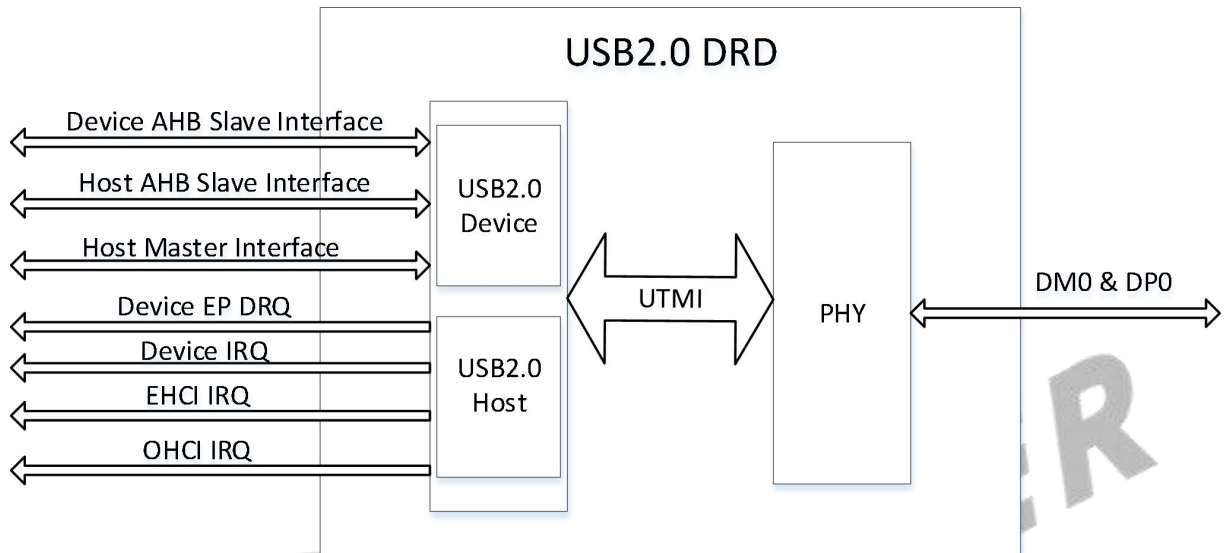 USB2.0 DRD
Device AHB Slave Interface
Host AHB Slave Interface
Host Master Interface
Device EP DRQ
Device IRQ
EHCI IRQ
OHCI IRQ
USB2.0
Device
USB2.0
Host
UTMI
PHY
DM0 & DP0
ER